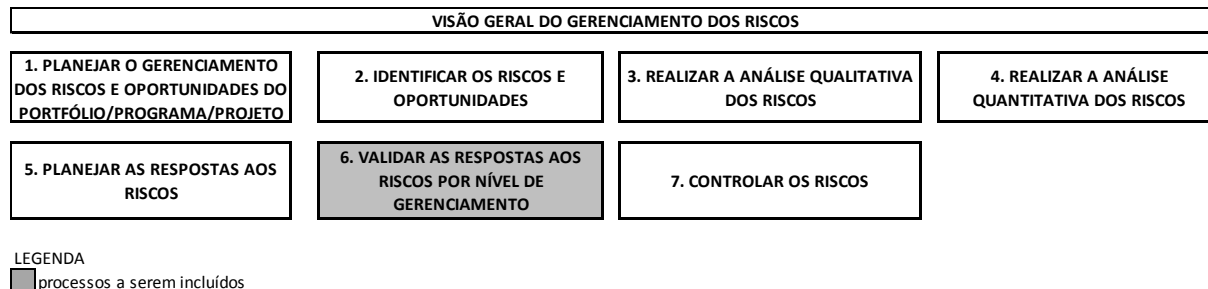 VISÃO GERAL DO GERENCIAMENTO DOS RISCOS
1. PLANEJAR O GERENCIAMENTO
DOS RISCOS E OPORTUNIDADES DO
PORTFÓLIO/PROGRAMA/PROJETO
2. IDENTIFICAR OS RISCOS E
OPORTUNIDADES
3. REALIZAR A ANÁLISE QUALITATIVA
DOS RISCOS
4. REALIZAR A ANÁLISE
QUANTITATIVA DOS RISCOS
5. PLANEJAR AS RESPOSTAS AOS
RISCOS
6. VALIDAR AS RESPOSTAS AOS
RISCOS POR NÍVEL DE
GERENCIAMENTO
7. CONTROLAR OS RISCOS
LEGENDA
processos a serem incluídos